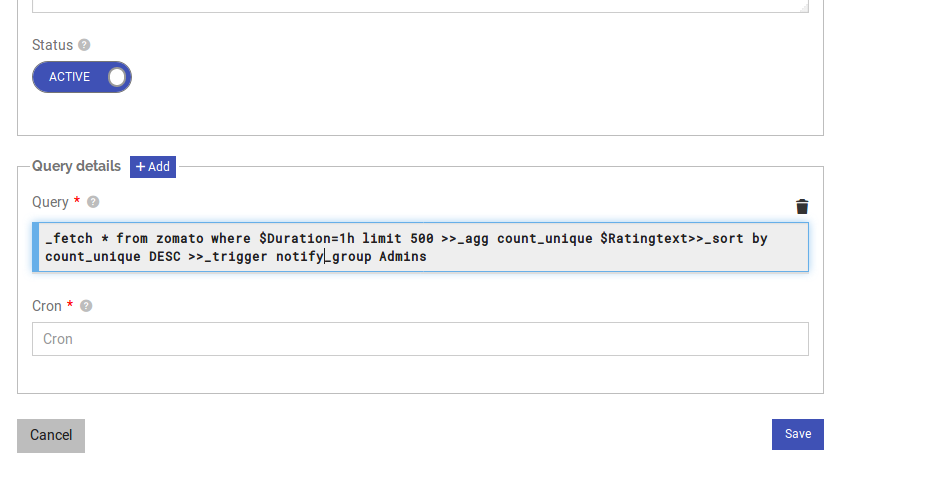 Status
ACTIVE
Query details + Add
Query *
_fetch * from zomato where $Duration=1h limit 500 >>_agg count_unique $Ratingtext>>_sort by
count_unique DESC >>_trigger notify_group Admins
Cron *
Cron
Cancel
Save